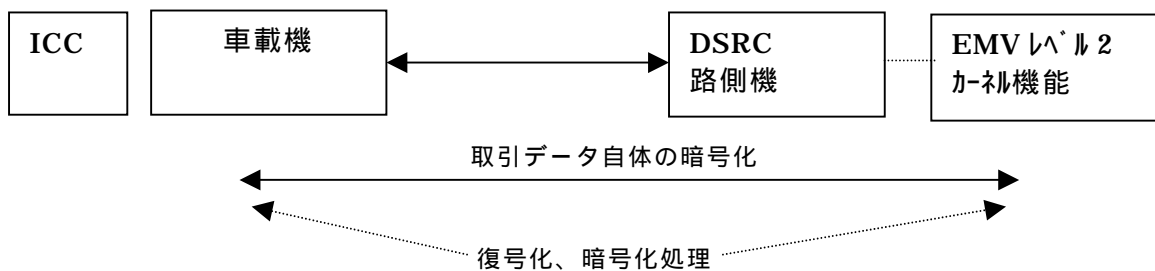 ICC
車載機
DSRC
路側機
EMV ﾚﾍﾞﾙ 2
ｶｰﾈﾙ機能
取引データ自体の暗号化
復号化、暗号化処理